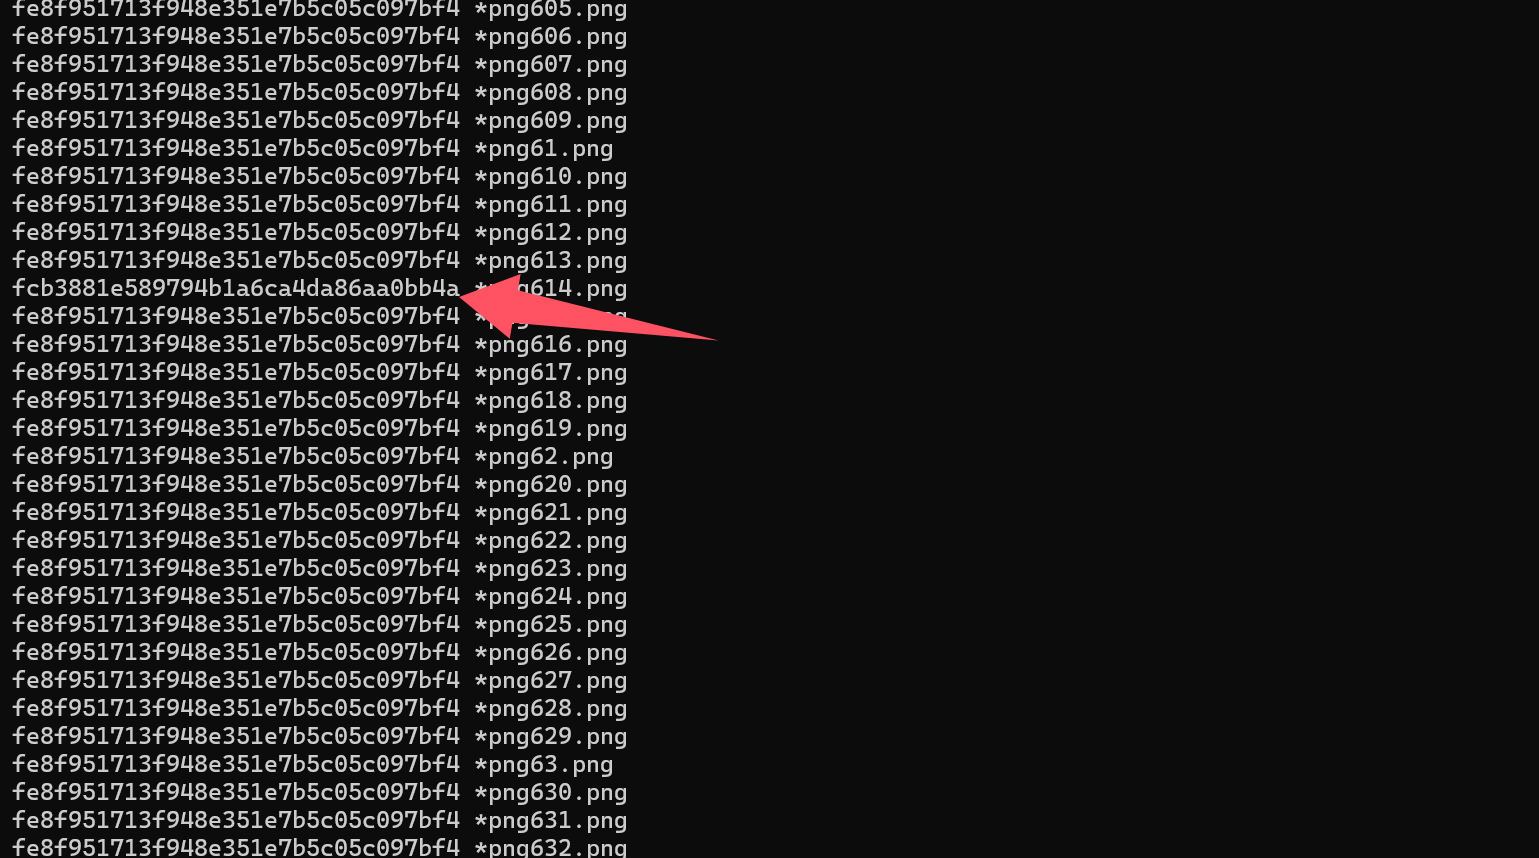 fe8f951713f948e351e7b5c05c097bf4 *png605.png
fe8f951713f948e351e7b5c05c097bf4 *png606.png
fe8f951713f948e351e7b5c05c097bf4 *png607.png
fe8f951713f948e351e7b5c05c097bf4 *png608.png
fe8f951713f948e351e7b5c05c097bf4 *png609.png
fe8f951713f948e351e7b5c05c097bf4 *png61.png
fe8f951713f948e351e7b5c05c097bf4 *png610.png
fe8f951713f948e351e7b5c05c097bf4 *png611.png
fe8f951713f948e351e7b5c05c097bf4 *png612.png
fe8f951713f948e351e7b5c05c097bf4 *png613.png
fcb3881e589794b1a6ca4da86aa0bb4a *png614.png
fe8f951713f948e351e7b5c05c097bf4
fe8f951713f948e351e7b5c05c097bf4 *png616.png
fe8f951713f948e351e7b5c05c097bf4 *png617.png
fe8f951713f948e351e7b5c05c097bf4 *png618.png
fe8f951713f948e351e7b5c05c097bf4 *png619.png
fe8f951713f948e351e7b5c05c097bf4 *png62.png
fe8f951713f948e351e7b5c05c097bf4 *png620.png
fe8f951713f948e351e7b5c05c097bf4 *png621.png
fe8f951713f948e351e7b5c05c097bf4 *png622.png
fe8f951713f948e351e7b5c05c097bf4 *png623.png
fe8f951713f948e351e7b5c05c097bf4 *png624.png
fe8f951713f948e351e7b5c05c097bf4 *png625.png
fe8f951713f948e351e7b5c05c097bf4 *png626.png
fe8f951713f948e351e7b5c05c097bf4 *png627.png
fe8f951713f948e351e7b5c05c097bf4 *png628.png
fe8f951713f948e351e7b5c05c097bf4 *png629.png
fe8f951713f948e351e7b5c05c097bf4 *png63.png
fe8f951713f948e351e7b5c05c097bf4 *png630.png
fe8f951713f948e351e7b5c05c097bf4 *png631.png
fe8f951713f948e351e7b5c05c097bf4 *png632.png